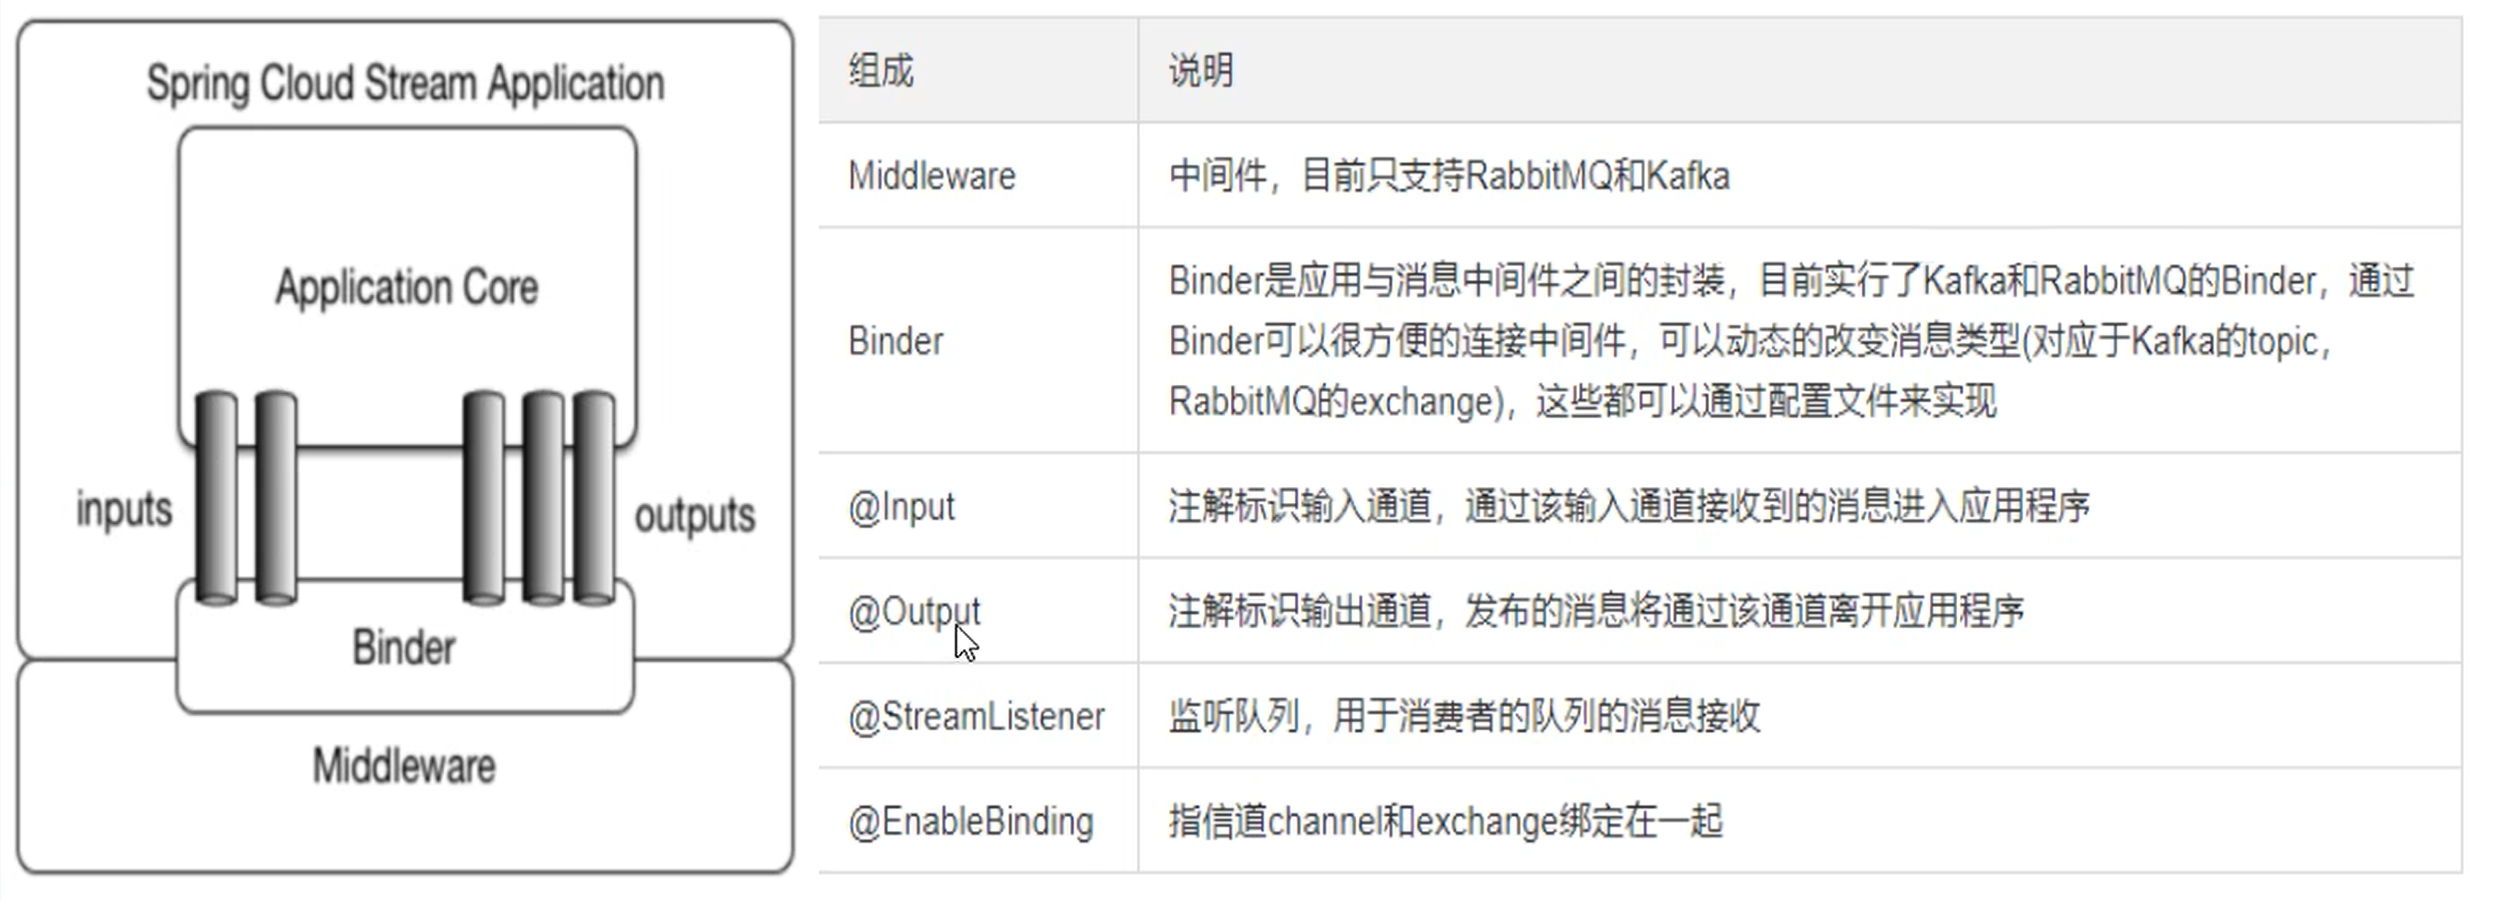 Spring Cloud Stream Application
Application Core
inputs
outputs
Binder
Middleware
组成 说明
Middleware 中间件，目前只支持RabbitMQ和Kafka
Binder Binder是应用与消息中间件之间的封装，目前实行了Kafka和RabbitMQ的Binder，通过
Binder可以很方便的连接中间件，可以动态的改变消息类型(对应于Kafka的topic，
RabbitMQ的exchange)，这些都可以通过配置文件来实现
@Input 注解标识输入通道，通过该输入通道接收到的消息进入应用程序
@Output 注解标识输出通道，发布的消息将通过该通道离开应用程序
@StreamListener 监听队列，用于消费者的队列的消息接收
@EnableBinding 指信道channel和exchange绑定在一起